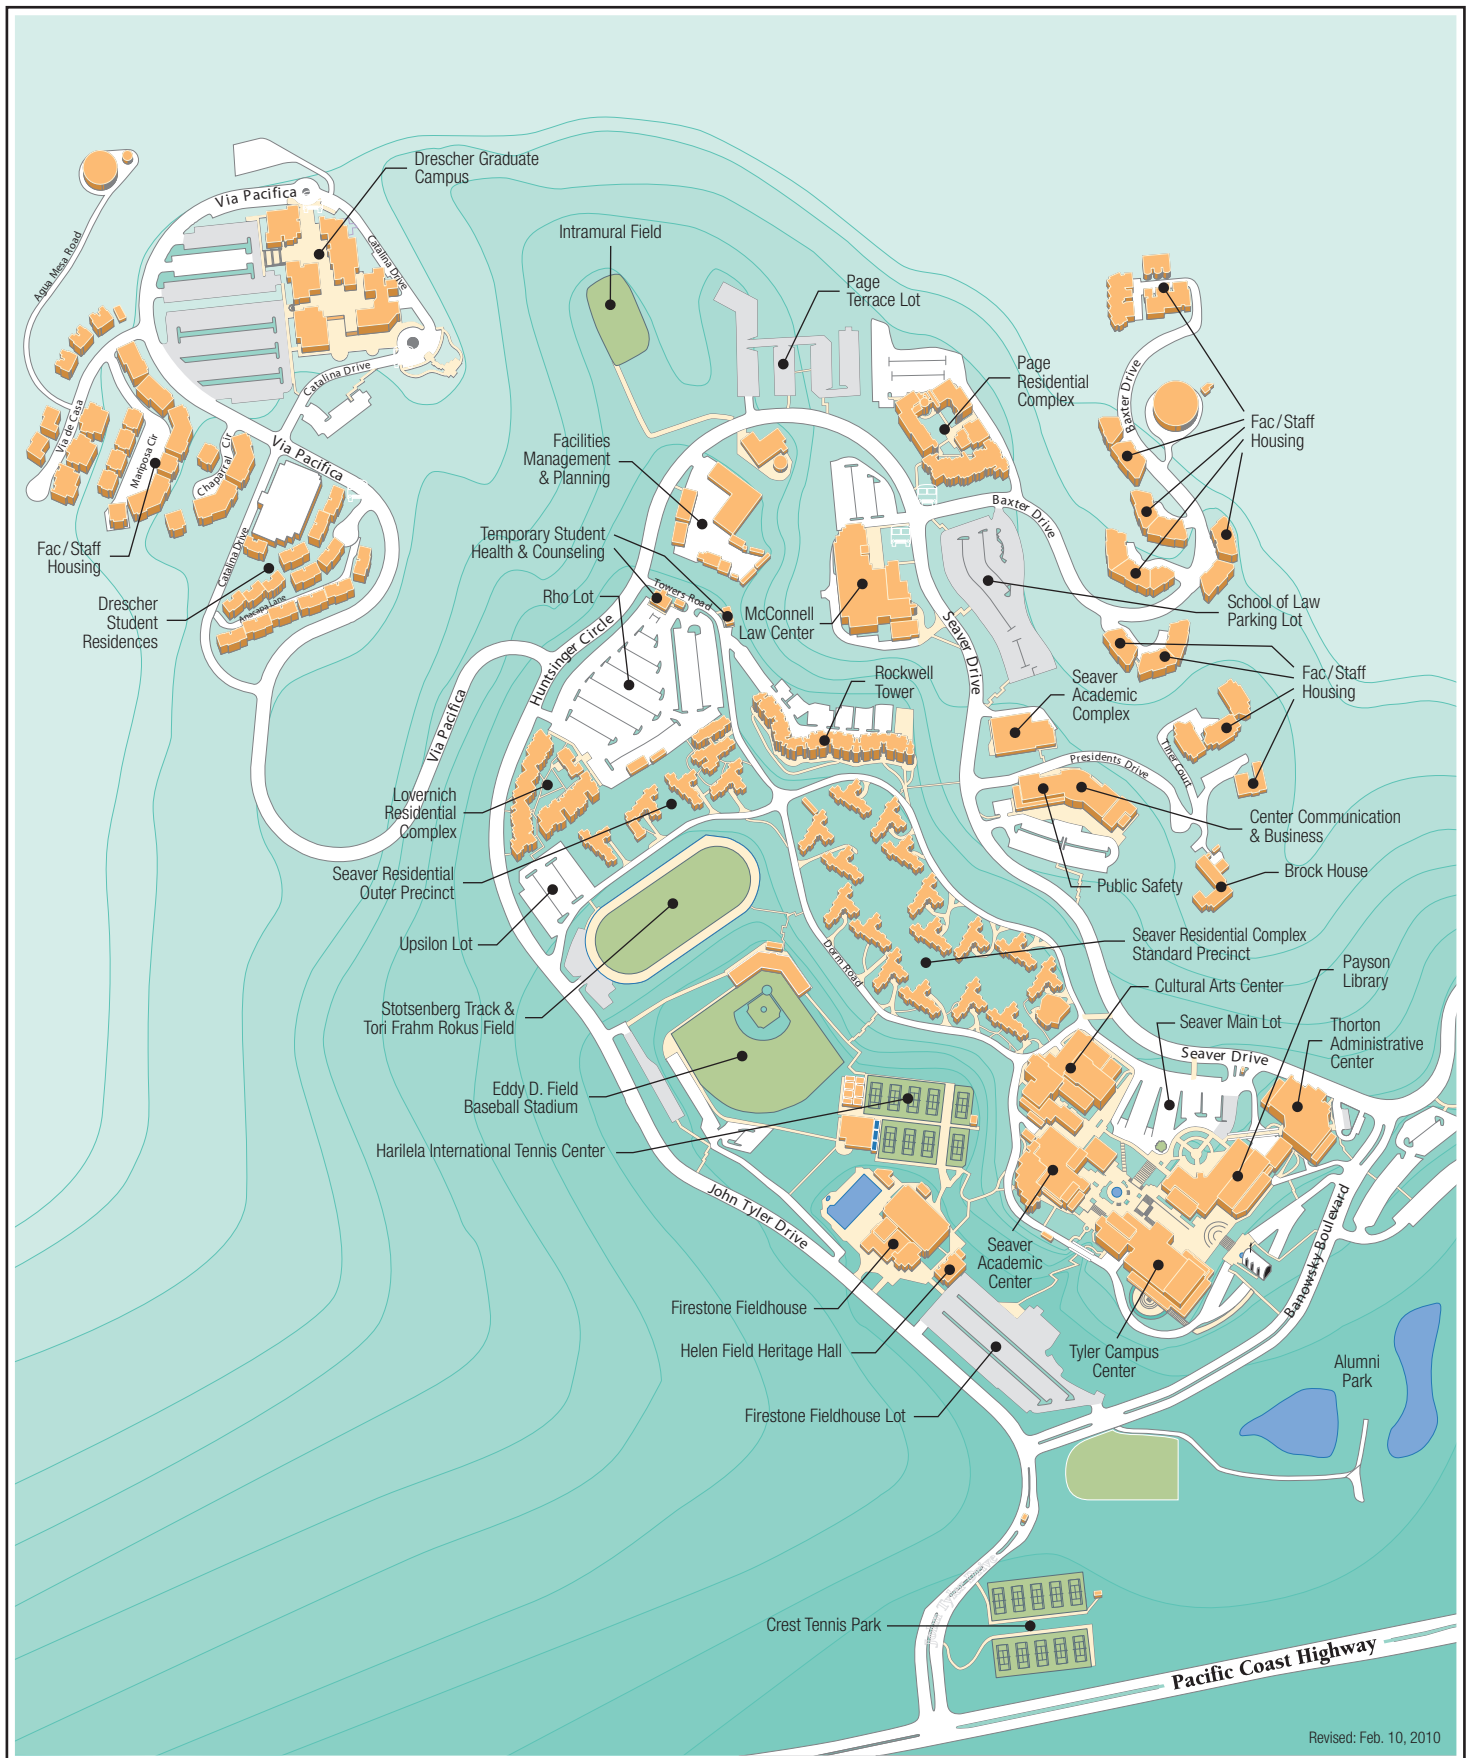 Drescher Graduate
Campus
Via Pacifica
Catalina Drive
Agua Mesa Road
Intramural Field
Page
Terrace Lot
Page
Residential
Complex
Baxter Drive
Fac/Staff
Housing
Catalina Drive
Via de Casa
Mariposa Cir
Chaparral Cir
Via Pacifica
Facilities
Management
& Planning
Baxter Drive
Fac/Staff
Housing
Catalina Drive
Temporary Student
Health & Counseling
Towers Road
Rho Lot
Anacapa Lane
Drescher
Student
Residences
McConnell
Law Center
School of Law
Parking Lot
Huntsinger Circle
Seaver Drive
Rockwell
Tower
Seaver
Academic
Complex
Fac/Staff
Housing
Via Pacifica
Tiner Court
Presidents Drive
Lovernich
Residential
Complex
Center Communication
& Business
Seaver Residential
Outer Precinct
Public Safety
Brock House
Upsilon Lot
Dorm Road
Seaver Residential Complex
Standard Precinct
Payson
Library
Cultural Arts Center
Stotsenberg Track &
Tori Frahm Rokus Field
Seaver Main Lot
Thorton
Administrative
Center
Seaver Drive
Eddy D. Field
Baseball Stadium
Harilela International Tennis Center
John Tyler Drive
Seaver
Academic
Center
Banowsky Boulevard
Firestone Fieldhouse
Helen Field Heritage Hall
Tyler Campus
Center
Alumni
Park
Firestone Fieldhouse Lot
Crest Tennis Park
Pacific Coast Highway
Revised: Feb. 10, 2010